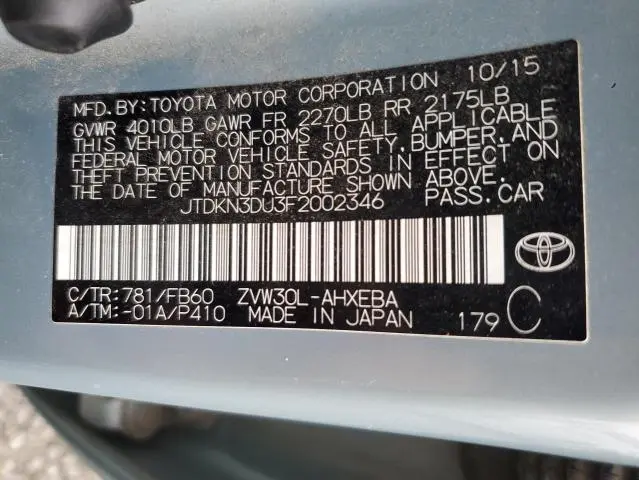 MFD. BY: TOYOTA MOTOR CORPORATION 10/15
GVWR 4010LB GAWR FR 2270LB RR 2175LB
THIS VEHICLE CONFORMS TO ALL APPLICABLE
FEDERAL MOTOR VEHICLE SAFETY, BUMPER, AND
THEFT PREVENTION STANDARDS IN EFFECT ON
THE DATE OF MANUFACTURE SHOWN ABOVE.
JTDKN3DU3F2002346 PASS. CAR
C/TR: 781/FB60 ZVW30L-AHXEBA
A/TM: -01A/P410 MADE IN JAPAN 179 C